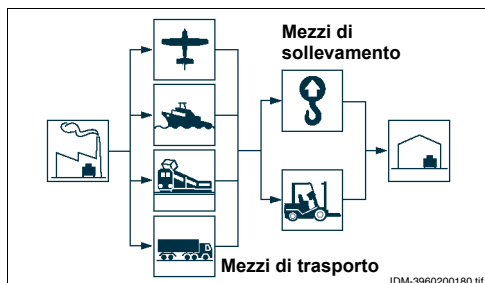 Mezzi di
sollevamento
Mezzi di trasporto
IDM-3960200180.tif